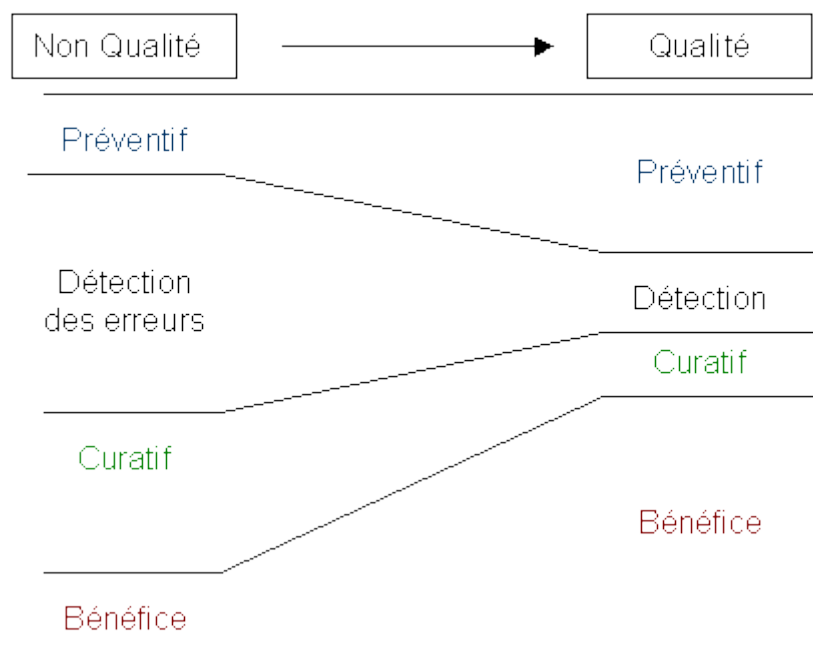 Non Qualité
Qualité
Préventif
Préventif
Détection
des erreurs
Détection
Curatif
Curatif
Bénéfice
Bénéfice